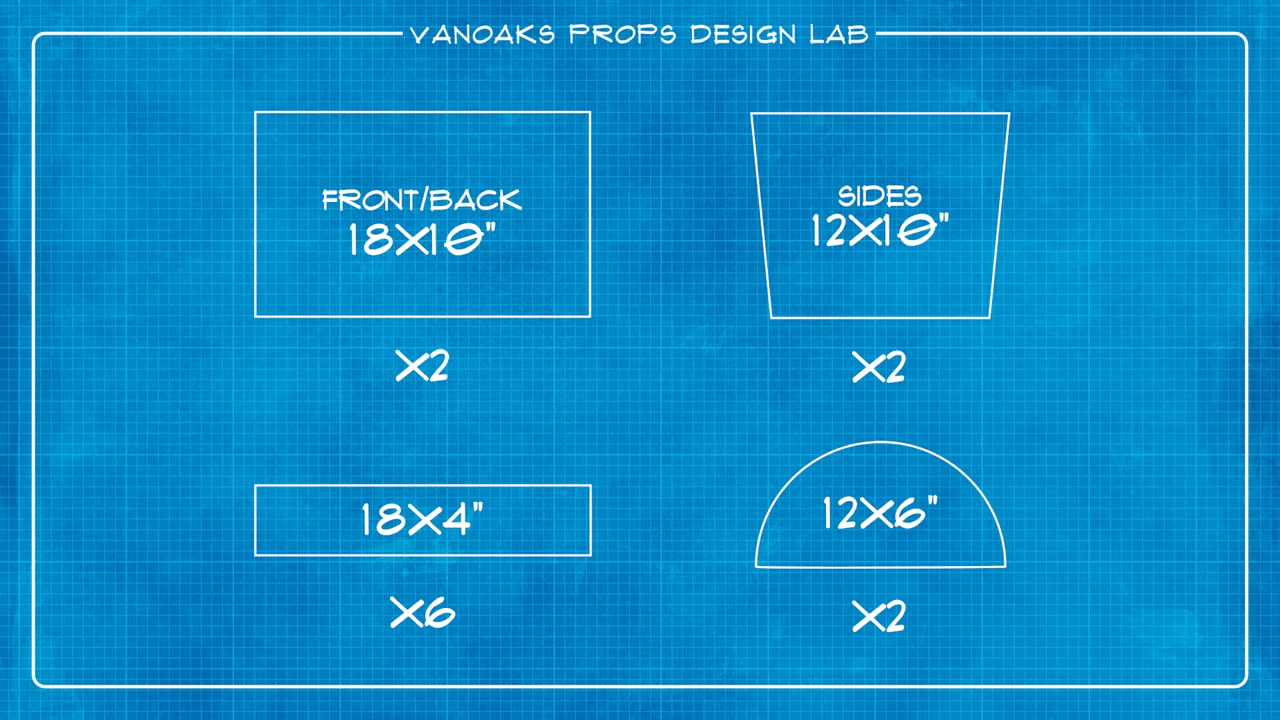 VANOAKS PROPS DESIGN LAB
FRONT/BACK
18X10"
X2
SIDES
12X10"
X2
18X4"
X6
12X6"
X2